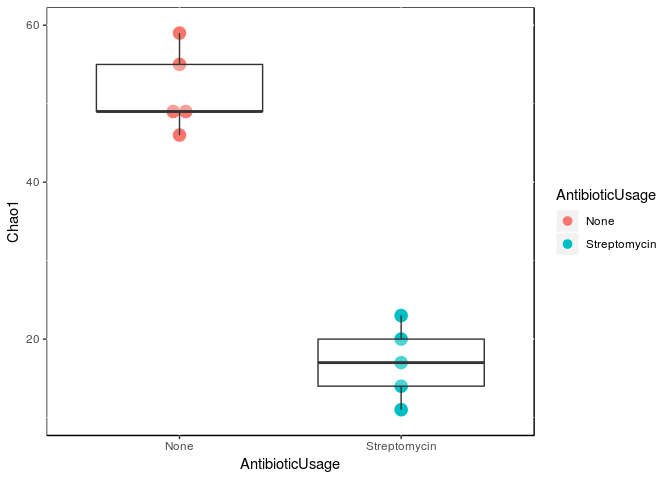 60
40
20
Chao1
None
Streptomycin
AntibioticUsage
AntibioticUsage
None
Streptomycin